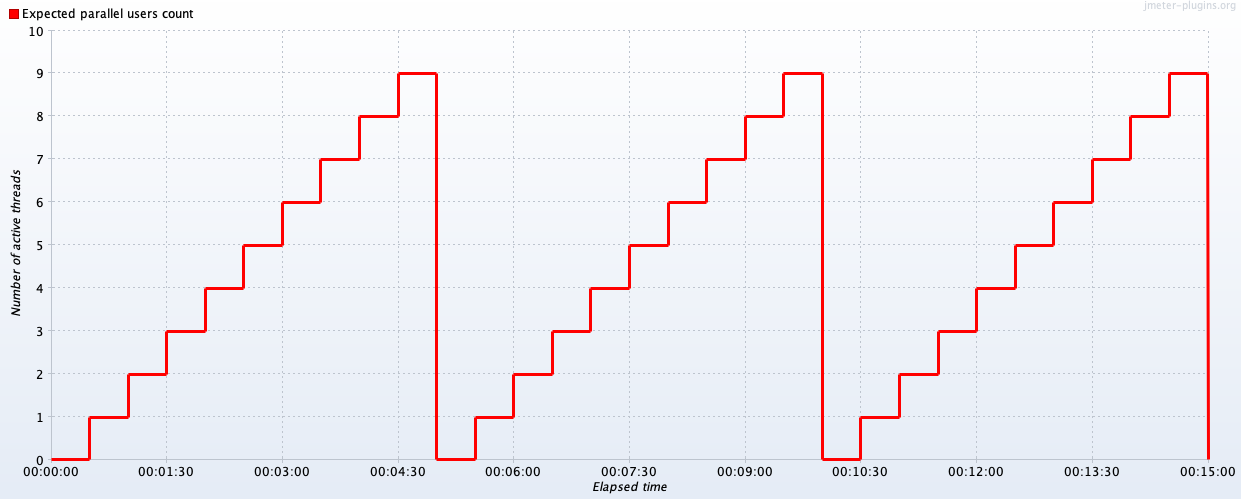 Expected parallel users count
jmeter-plugins.org
10
9
8
7
6
5
4
3
2
1
0
Number of active threads
00:00:00 00:01:30 00:03:00 00:04:30 00:06:00 00:07:30 00:09:00 00:10:30 00:12:00 00:13:30 00:15:00
Elapsed time